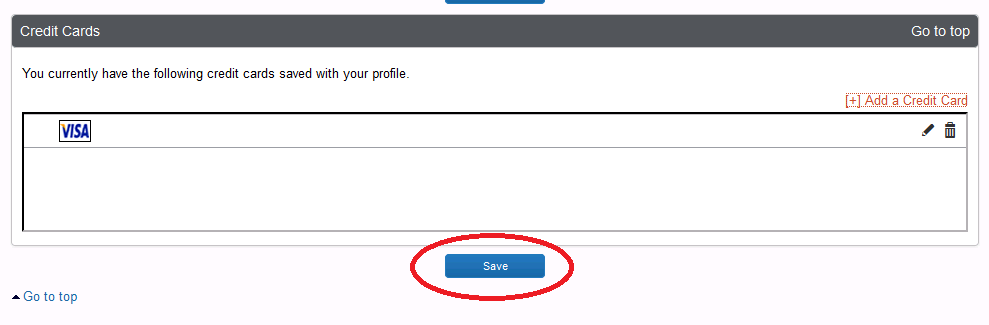 Credit Cards Go to top
You currently have the following credit cards saved with your profile.
[+] Add a Credit Card
VISA
Save
Go to top